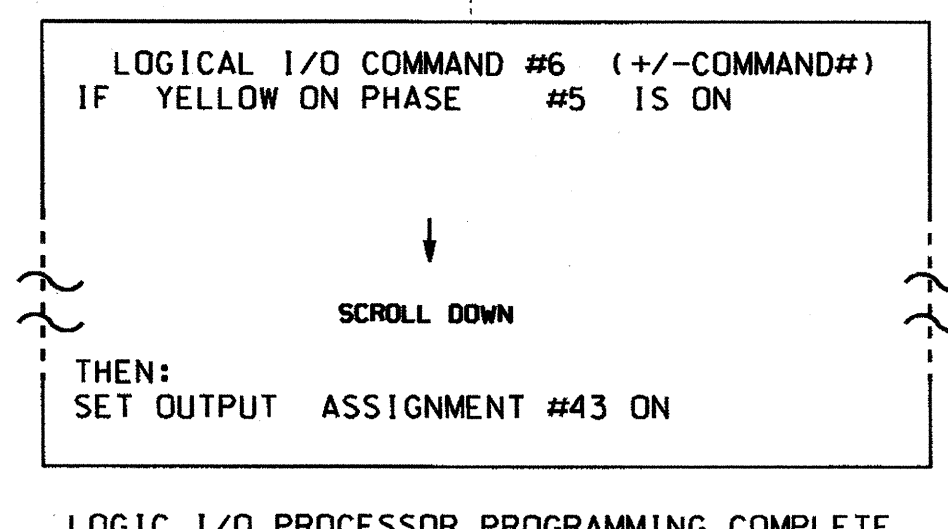 LOGICAL I/O COMMAND #6 (+/-COMMAND#)
IF YELLOW ON PHASE #5 IS ON
SCROLL DOWN
THEN:
SET OUTPUT ASSIGNMENT #43 ON
LOGIC I/O PROCESSOR PROGRAMMING COMPLETE